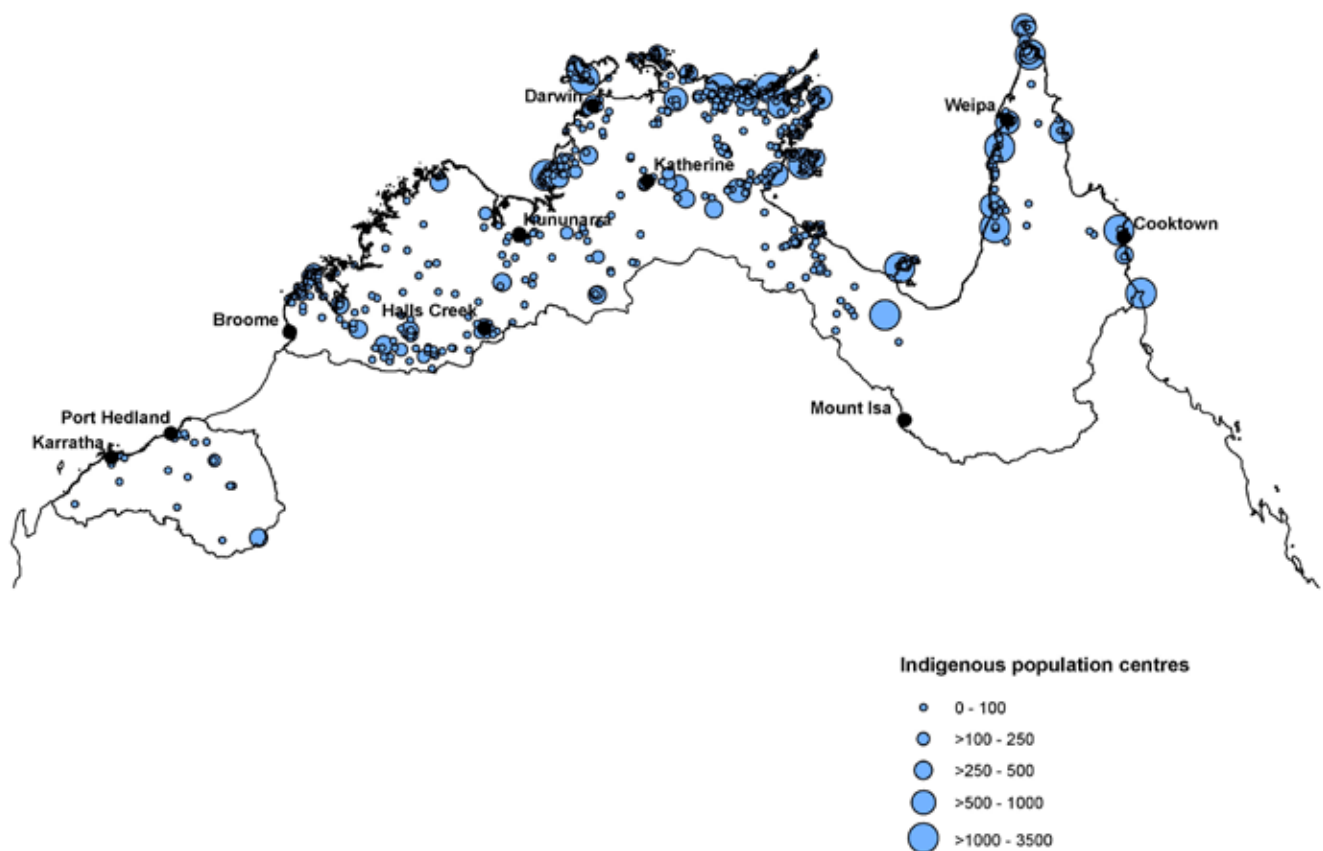 Darwin
Weipa
Katherine
Kununarra
Cooktown
Halls Creek
Broome
Mount Isa
Port Hedland
Karratha
Indigenous population centres
0 - 100
>100 - 250
>250 - 500
>500 - 1000
>1000 - 3500